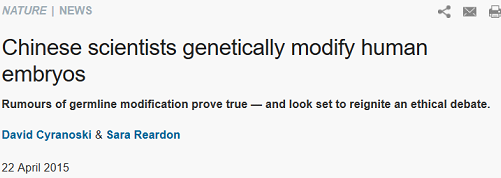 NATURE | NEWS
Chinese scientists genetically modify human
embryos
Rumours of germline modification prove true — and look set to reignite an ethical debate.
David Cyranoski & Sara Reardon
22 April 2015